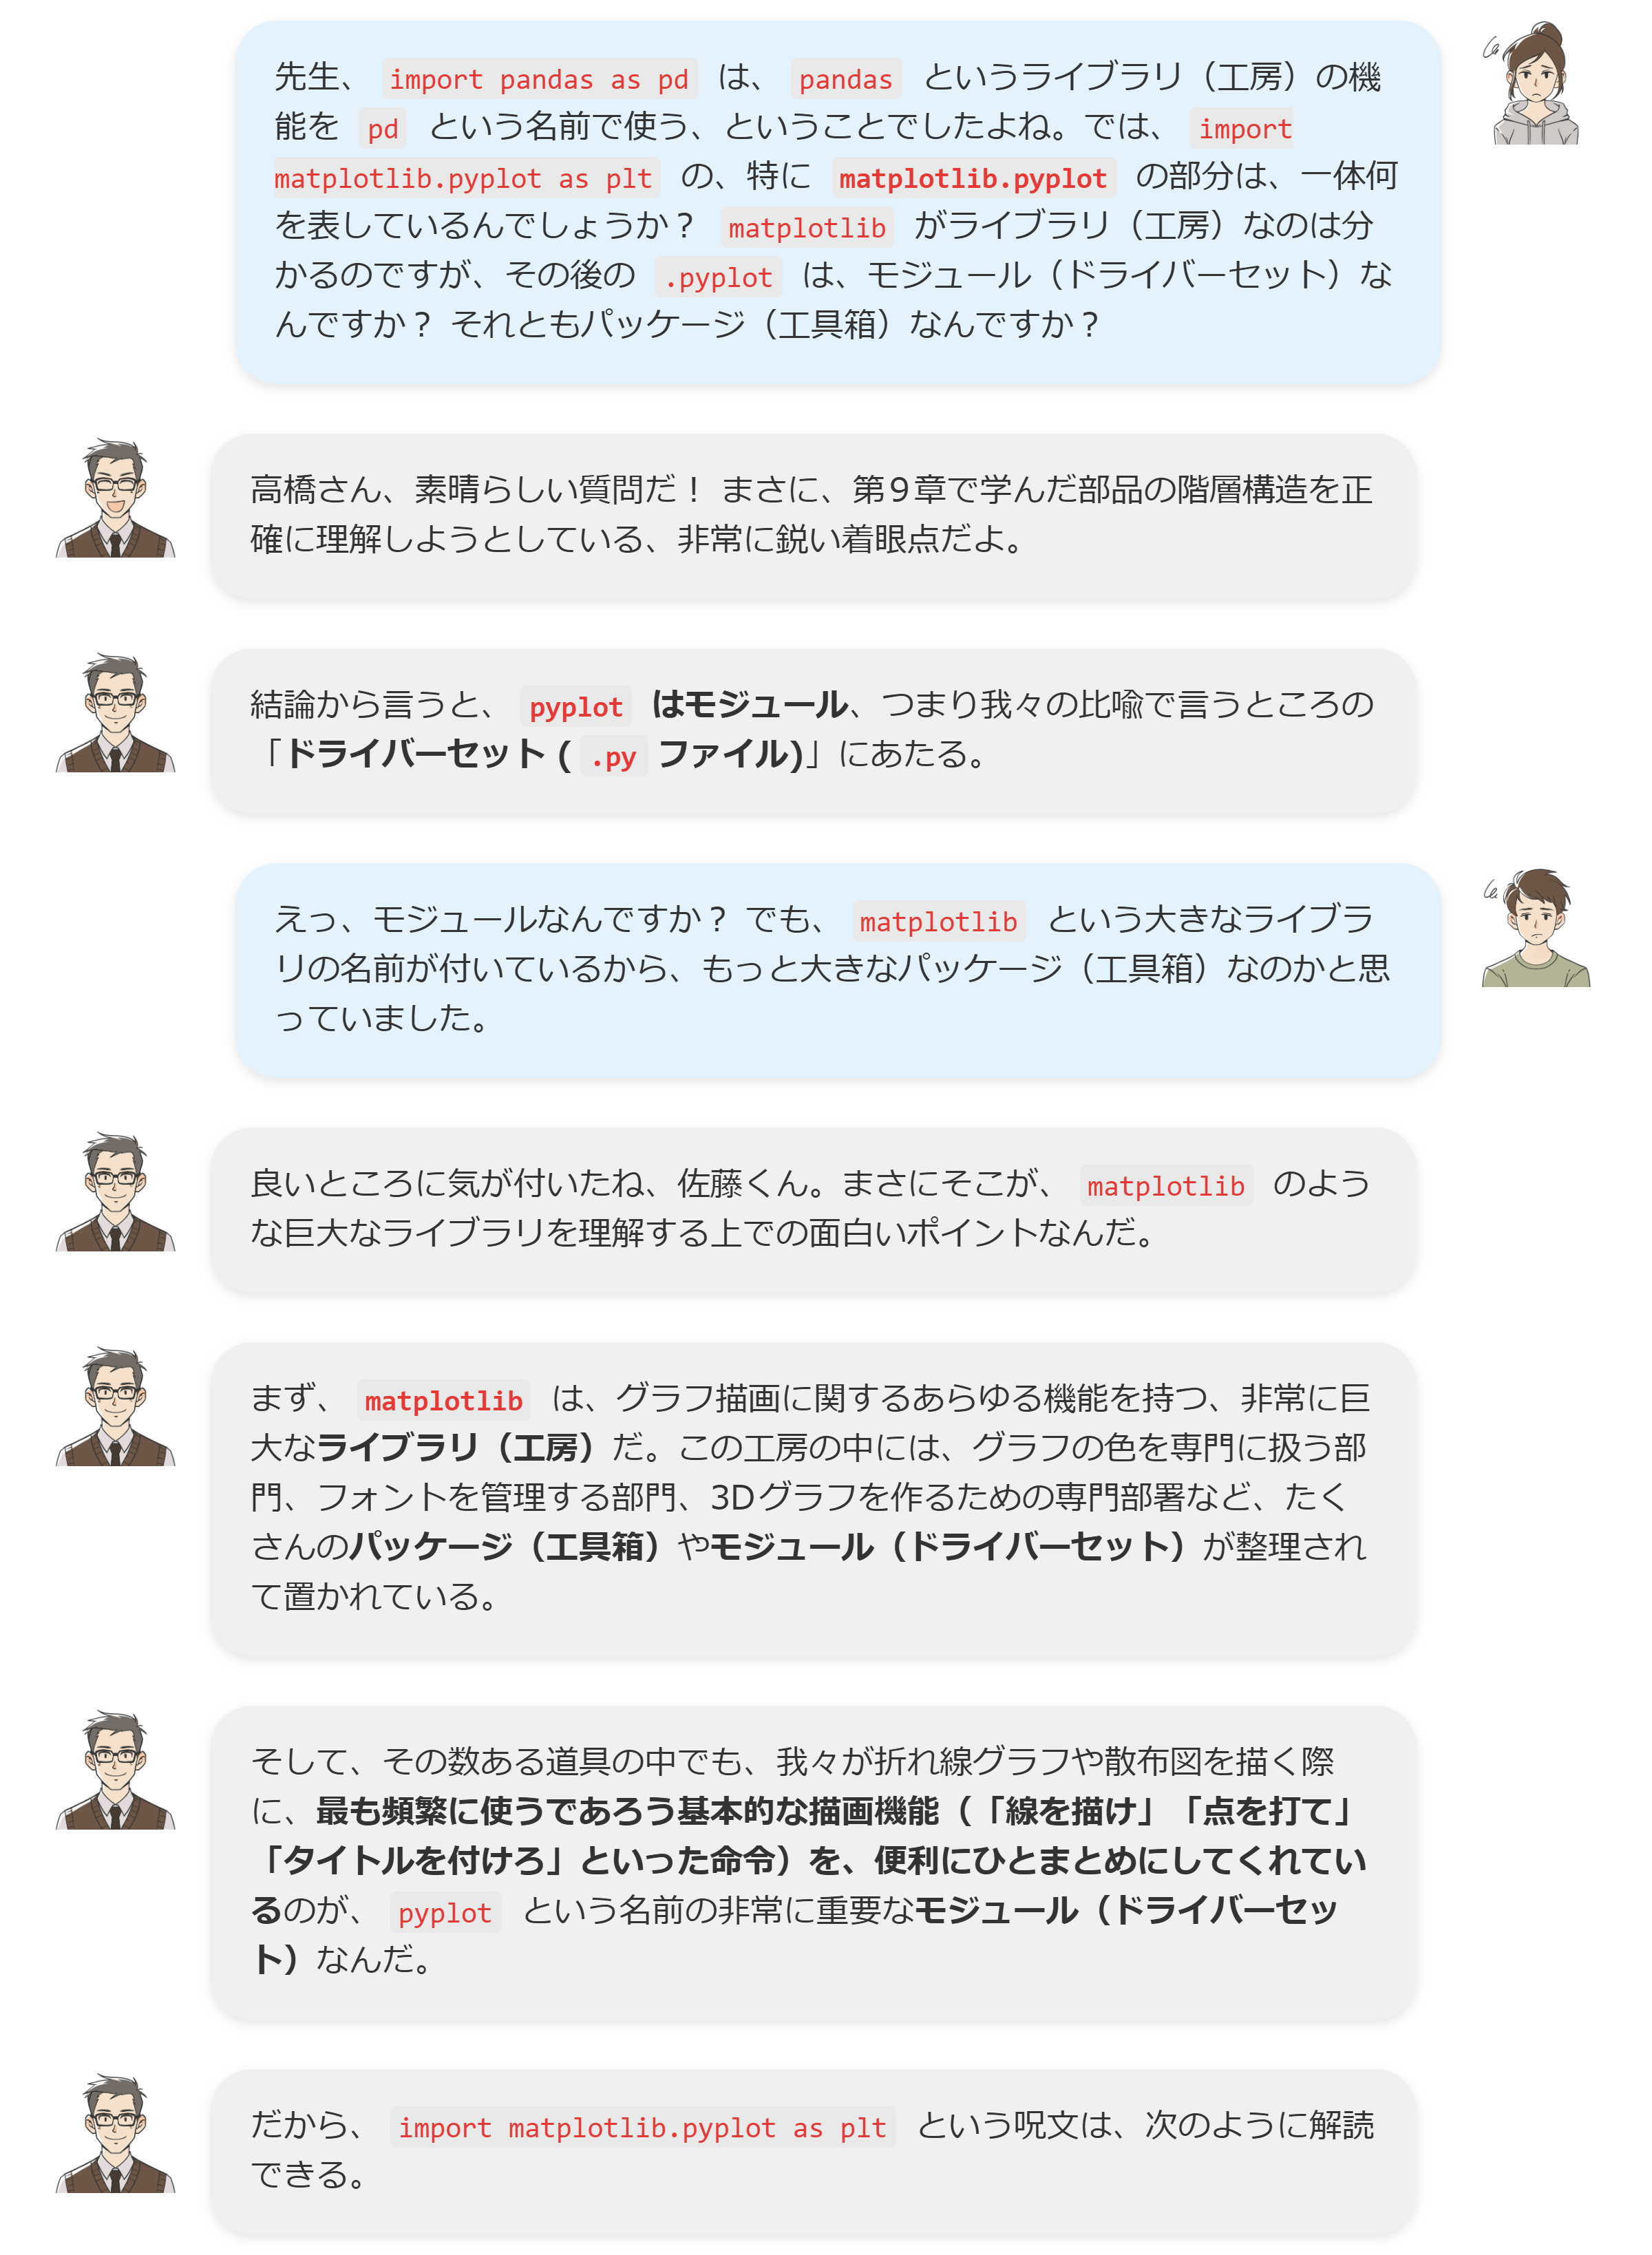 先生、 import pandas as pd は、 pandas というライブラリ（工房）の機
能を pd という名前で使う、ということでしたよね。では、 import
matplotlib.pyplot as plt の、特に matplotlib.pyplot の部分は、一体何
を表しているんでしょうか？ matplotlib がライブラリ（工房）なのは分
かるのですが、その後の .pyplot は、モジュール（ドライバーセット）な
んですか？ それともパッケージ（工具箱）なんですか？
高橋さん、素晴らしい質問だ！ まさに、第９章で学んだ部品の階層構造を正
確に理解しようとしている、非常に鋭い着眼点だよ。
結論から言うと、 pyplot はモジュール、つまり我々の比喩で言うところの
「ドライバーセット ( .py ファイル)」にあたる。
えっ、モジュールなんですか？ でも、 matplotlib という大きなライブラ
リの名前が付いているから、もっと大きなパッケージ（工具箱）なのかと思
っていました。
良いところに気が付いたね、佐藤くん。まさにそこが、 matplotlib のよう
な巨大なライブラリを理解する上での面白いポイントなんだ。
まず、 matplotlib は、グラフ描画に関するあらゆる機能を持つ、非常に巨
大なライブラリ（工房）だ。この工房の中には、グラフの色を専門に扱う部
門、フォントを管理する部門、3Dグラフを作るための専門部署など、たく
さんのパッケージ（工具箱）やモジュール（ドライバーセット）が整理され
て置かれている。
そして、その数ある道具の中でも、我々が折れ線グラフや散布図を描く際
に、最も頻繁に使うであろう基本的な描画機能（「線を描け」「点を打て」
「タイトルを付けろ」といった命令）を、便利にひとまとめにしてくれてい
るのが、 pyplot という名前の非常に重要なモジュール（ドライバーセッ
ト）なんだ。
だから、 import matplotlib.pyplot as plt という呪文は、次のように解読
できる。